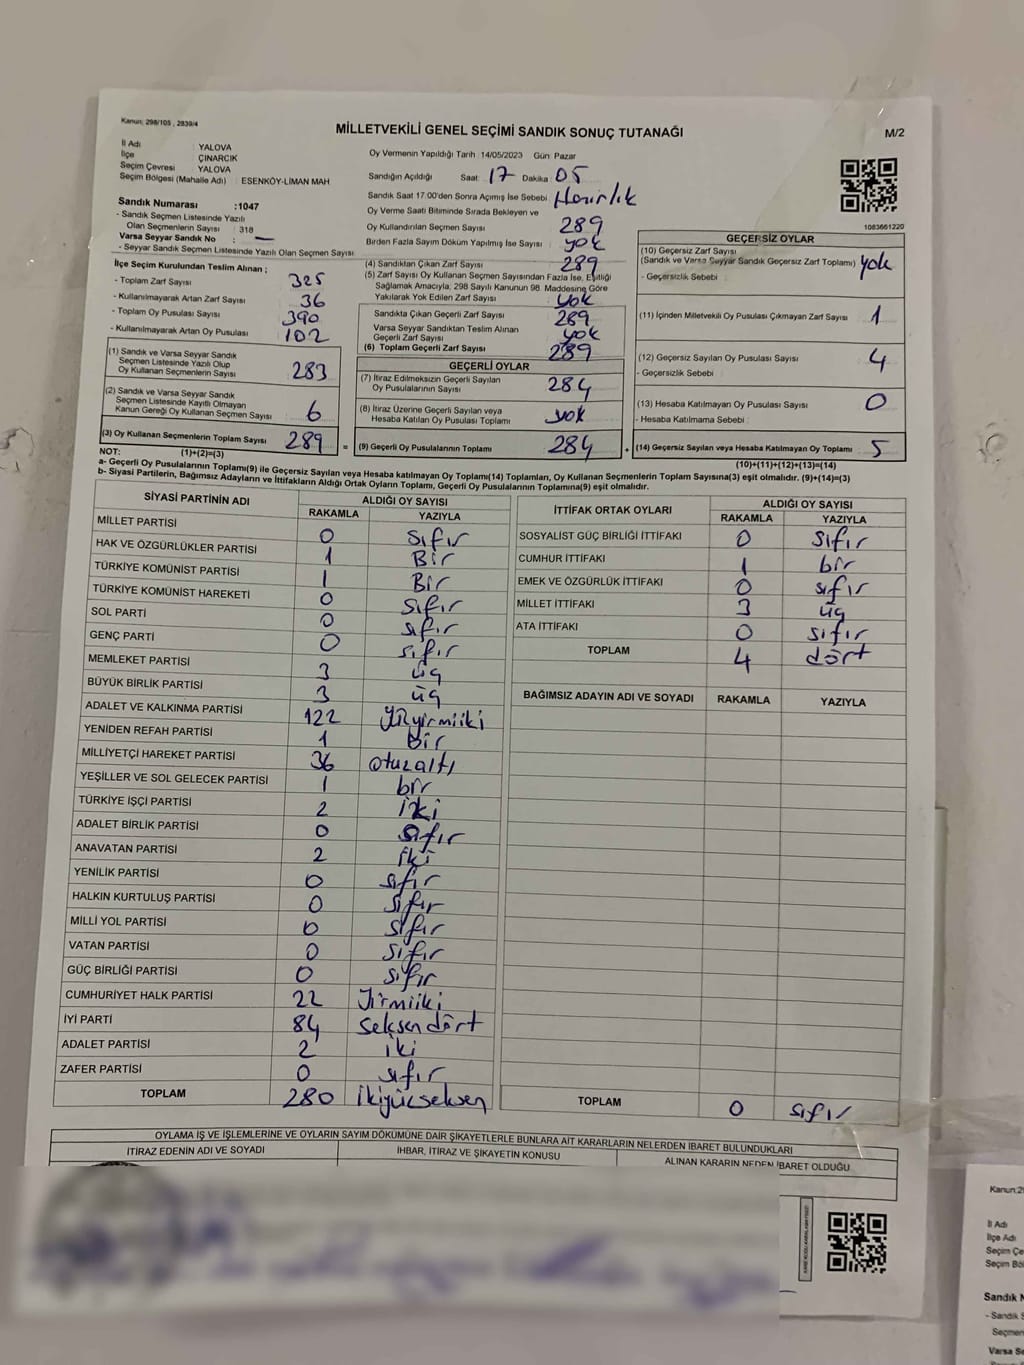 Kanun: 298/105 , 2839/4
MİLLETVEKİLİ GENEL SEÇİMİ SANDIK SONUÇ TUTANAĞI
M/2
İl Adı YALOVA
İlçe ÇINARCIK
Seçim Çevresi YALOVA
Seçim Bölgesi (Mahalle Adı) : ESENKÖY-LİMAN MAH
Sandık Numarası :1047
- Sandık Seçmen Listesinde Yazılı
Olan Seçmenlerin Sayısı : 318
Varsa Seyyar Sandık No : —
- Seyyar Sandık Seçmen Listesinde Yazılı Olan Seçmen Sayısı
İlçe Seçim Kurulundan Teslim Alınan ;
- Toplam Zarf Sayısı 325
- Kullanılmayarak Artan Zarf Sayısı 36
- Toplam Oy Pusulası Sayısı 390
- Kullanılmayarak Artan Oy Pusulası 102
(1) Sandık ve Varsa Seyyar Sandık
Seçmen Listesinde Yazılı Olup
Oy Kullanan Seçmenlerin Sayısı 283
(2) Sandık ve Varsa Seyyar Sandık
Seçmen Listesinde Kayıtlı Olmayan
Kanun Gereği Oy Kullanan Seçmen Sayısı 6
(3) Oy Kullanan Seçmenlerin Toplam Sayısı 289
(1)+(2)=(3)
Oy Vermenin Yapıldığı Tarih :14/05/2023 Gün: Pazar
Sandığın Açıldığı Saat: 17 Dakika: 05
Sandık Saat 17:00'den Sonra Açımış İse Sebebi Hazırlık
Oy Verme Saati Bitiminde Sırada Bekleyen ve
Oy Kullandırılan Seçmen Sayısı 289
Birden Fazla Sayım Döküm Yapılmış İse Sayısı yok
(4) Sandıktan Çıkan Zarf Sayısı 289
(5) Zarf Sayısı Oy Kullanan Seçmen Sayısından Fazla İse, Eşitliği
Sağlamak Amacıyla, 298 Sayılı Kanunun 98. Maddesine Göre
Yakılarak Yok Edilen Zarf Sayısı yok
Sandıkta Çıkan Geçerli Zarf Sayısı 289
Varsa Seyyar Sandıktan Teslim Alınan
Geçerli Zarf Sayısı yok
(6) Toplam Geçerli Zarf Sayısı 289
GEÇERLİ OYLAR
(7) İtiraz Edilmeksizin Geçerli Sayılan
Oy Pusulalarının Sayısı 284
(8) İtiraz Üzerine Geçerli Sayılan veya
Hesaba Katılan Oy Pusulası Toplamı yok
= (9) Geçerli Oy Pusulalarının Toplamı 284
1083661220
GEÇERSİZ OYLAR
(10) Geçersiz Zarf Sayısı
(Sandık ve Varsa Seyyar Sandık Geçersiz Zarf Toplamı) yok
- Geçersizlik Sebebi :
(11) İçinden Milletvekili Oy Pusulası Çıkmayan Zarf Sayısı 1
(12) Geçersiz Sayılan Oy Pusulası Sayısı 4
- Geçersizlik Sebebi :
(13) Hesaba Katılmayan Oy Pusulası Sayısı 0
- Hesaba Katılmama Sebebi :
+ (14) Geçersiz Sayılan veya Hesaba Katılmayan Oy Toplamı 5
(10)+(11)+(12)+(13)=(14)
NOT:
a- Geçerli Oy Pusulalarının Toplamı(9) ile Geçersiz Sayılan veya Hesaba katılmayan Oy Toplamı(14) Toplamları, Oy Kullanan Seçmenlerin Toplam Sayısına(3) eşit olmalıdır. (9)+(14)=(3)
b- Siyasi Partilerin, Bağımsız Adayların ve İttifakların Aldığı Ortak Oyların Toplamı, Geçerli Oy Pusulalarının Toplamına(9) eşit olmalıdır.
SİYASİ PARTİNİN ADI ALDIĞI OY SAYISI
RAKAMLA YAZIYLA
MİLLET PARTİSİ 0 sıfır
HAK VE ÖZGÜRLÜKLER PARTİSİ 1 Bir
TÜRKİYE KOMÜNİST PARTİSİ 1 Bir
TÜRKİYE KOMÜNİST HAREKETİ 0 sıfır
SOL PARTİ 0 sıfır
GENÇ PARTİ 0 sıfır
MEMLEKET PARTİSİ 3 üç
BÜYÜK BİRLİK PARTİSİ 3 üç
ADALET VE KALKINMA PARTİSİ 122 yüzyirmiiki
YENİDEN REFAH PARTİSİ 1 Bir
MİLLİYETÇİ HAREKET PARTİSİ 36 otuzaltı
YEŞİLLER VE SOL GELECEK PARTİSİ 1 bir
TÜRKİYE İŞÇİ PARTİSİ 2 iki
ADALET BİRLİK PARTİSİ 0 sıfır
ANAVATAN PARTİSİ 2 iki
YENİLİK PARTİSİ 0 sıfır
HALKIN KURTULUŞ PARTİSİ 0 sıfır
MİLLİ YOL PARTİSİ 0 sıfır
VATAN PARTİSİ 0 sıfır
GÜÇ BİRLİĞİ PARTİSİ 0 sıfır
CUMHURİYET HALK PARTİSİ 22 Yirmiiki
İYİ PARTİ 84 seksendört
ADALET PARTİSİ 2 iki
ZAFER PARTİSİ 0 sıfır
TOPLAM 280 ikiyüzseksen
İTTİFAK ORTAK OYLARI ALDIĞI OY SAYISI
RAKAMLA YAZIYLA
SOSYALİST GÜÇ BİRLİĞİ İTTİFAKI 0 sıfır
CUMHUR İTTİFAKI 1 bir
EMEK VE ÖZGÜRLÜK İTTİFAKI 0 sıfır
MİLLET İTTİFAKI 3 üç
ATA İTTİFAKI 0 sıfır
TOPLAM 4 dört
BAĞIMSIZ ADAYIN ADI VE SOYADI RAKAMLA YAZIYLA
TOPLAM 0 sıfır
OYLAMA İŞ VE İŞLEMLERİNE VE OYLARIN SAYIM DÖKÜMÜNE DAİR ŞİKAYETLERLE BUNLARA AİT KARARLARIN NELERDEN İBARET BULUNDUKLARI
İTİRAZ EDENİN ADI VE SOYADI İHBAR, İTİRAZ VE ŞİKAYETİN KONUSU ALINAN KARARIN NEDEN İBARET OLDUĞU
Kanun:2
İl Adı
İlçe Adı
Seçim Çe
Seçim Böl
Sandık N
- Sandık S
Seçmen
Varsa Se